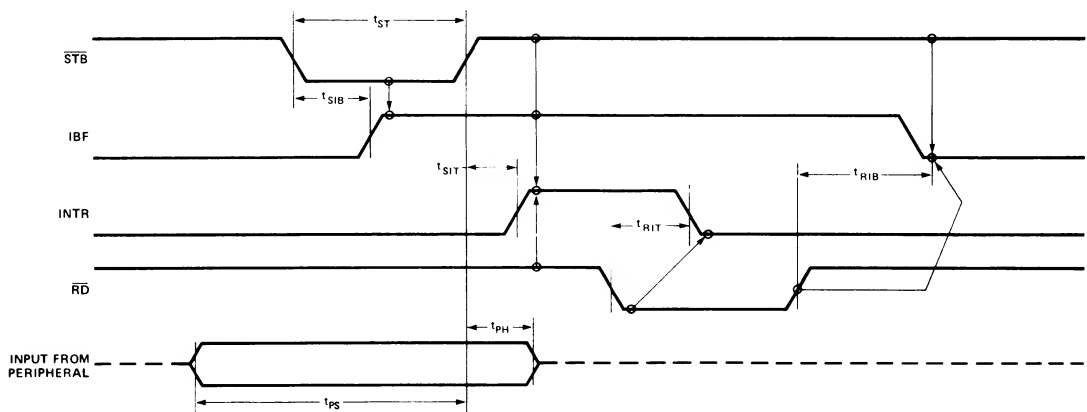 tST
STB
tSIB
IBF
tSIT
tRIB
INTR
tRIT
RD
tPH
INPUT FROM
PERIPHERAL
tPS